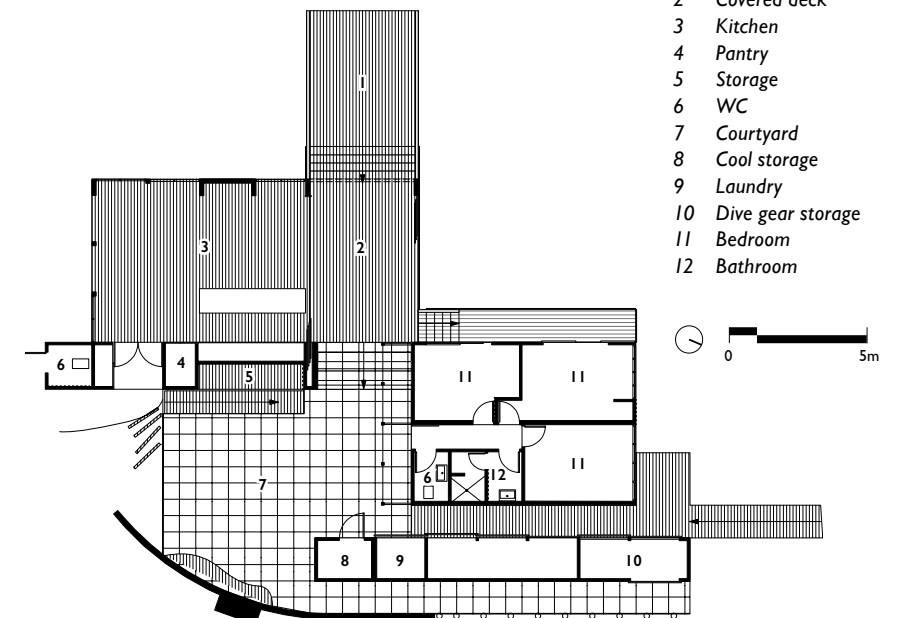 2 Covered deck
3 Kitchen
4 Pantry
5 Storage
6 WC
7 Courtyard
8 Cool storage
9 Laundry
10 Dive gear storage
11 Bedroom
12 Bathroom
0 5m
1
3 2
6 4 5 11 11
7 6 12 11
8 9 10